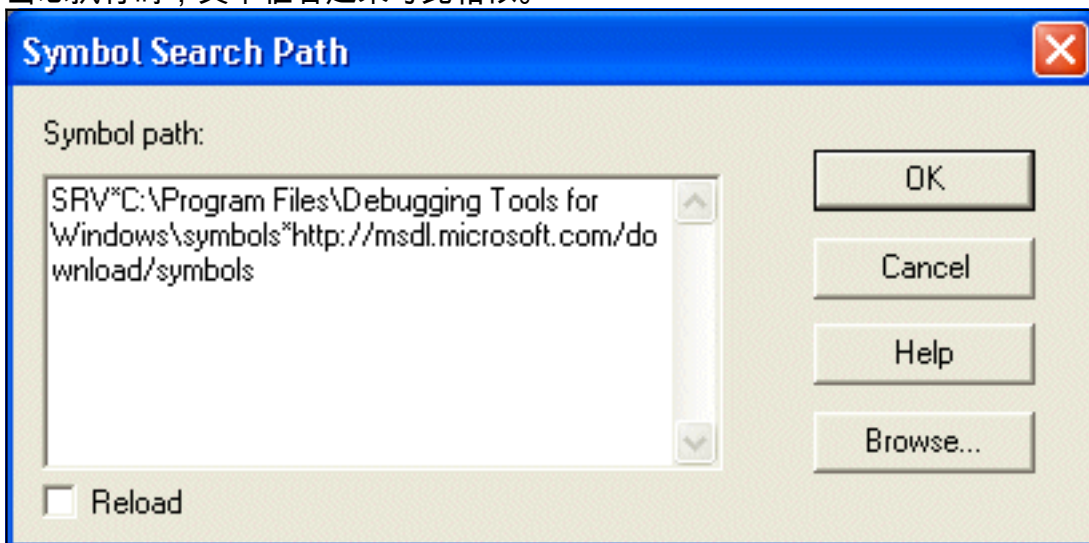 Symbol Search Path
Symbol path:
SRV*C:\Program Files\Debugging Tools for
Windows\symbols*http://msdl.microsoft.com/do
wnload/symbols
OK
Cancel
Help
Browse...
Reload